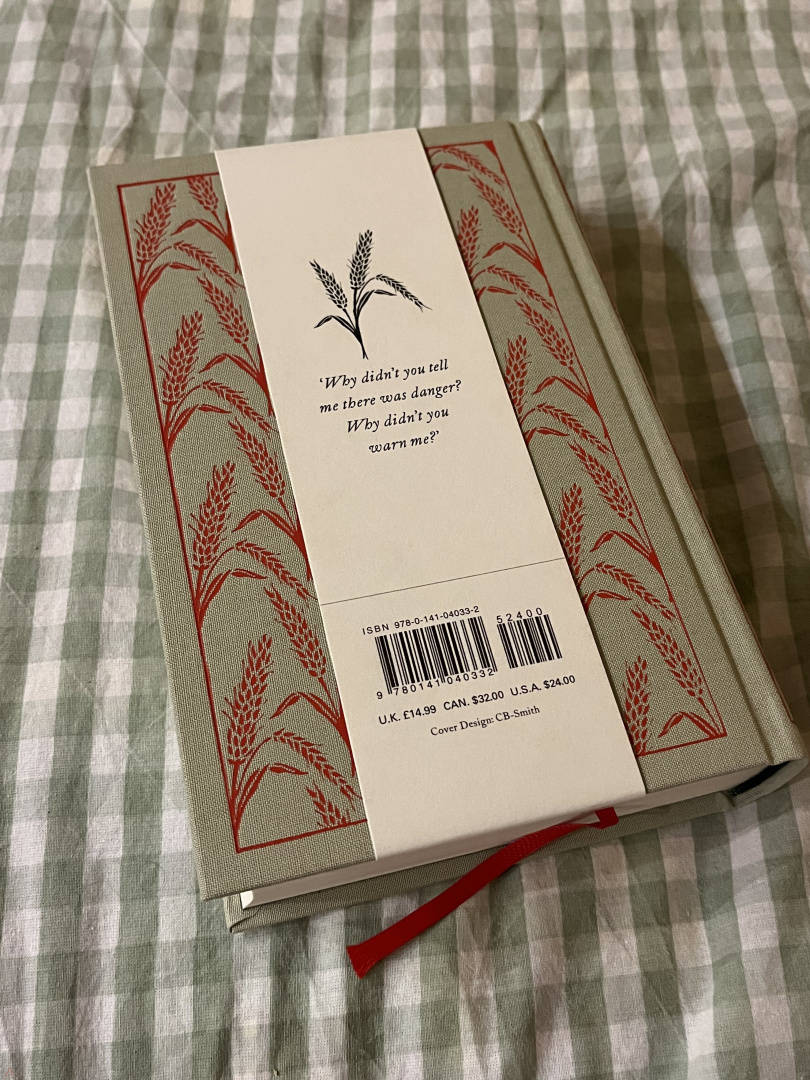 ‘Why didn’t you tell
me there was danger?
Why didn’t you
warn me?’
ISBN 978-0-141-04033-2
52400
9 780141 040332
U.K. £14.99 CAN. $32.00 U.S.A. $24.00
Cover Design: CB-Smith